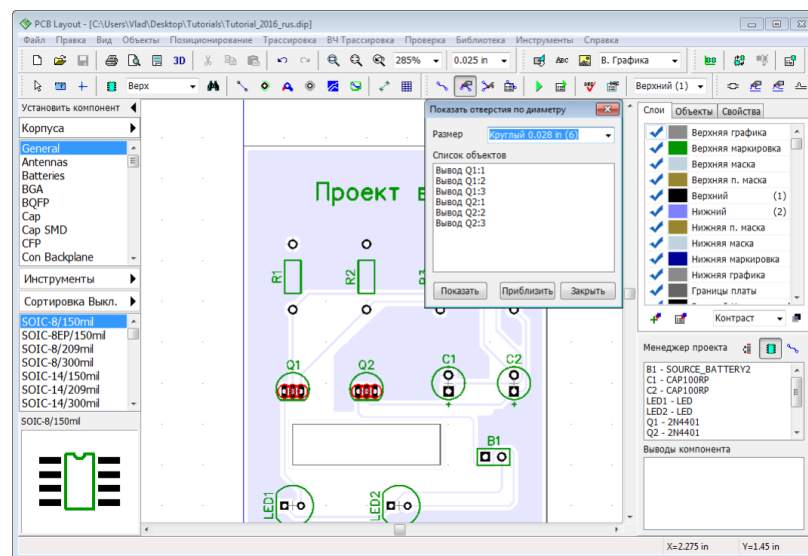 PCB Layout - [C:\Users\Vlad\Desktop\Tutorials\Tutorial_2016_rus.dip]
Файл Правка Вид Объекты Позиционирование Трассировка ВЧ Трассировка Проверка Библиотеки Инструменты Справка
3D 285% 0.025 in ABC В. Графи
Верх Верхний (1)
Установить компонент
Корпуса
General
Antennas
Batteries
BGA
BQFP
Cap
Cap SMD
CFP
Con Backplane
Инструменты
Сортировка Выкл.
SOIC-8/150mil
SOIC-8EP/150mil
SOIC-8/209mil
SOIC-8/300mil
SOIC-14/150mil
SOIC-14/209mil
SOIC-14/300mil
SOIC-8/150mil
Проект в
R1
R2
Q1
Q2
C1
C2
+
+
B1
LED1
LED2
Показать отверстия по диаметру
Размер Круглый 0.028 in (6)
Список объектов
Вывод Q1:1
Вывод Q1:2
Вывод Q1:3
Вывод Q2:1
Вывод Q2:2
Вывод Q2:3
Показать Приблизить Закрыть
Слои Объекты Свойства
Верхняя графика
Верхняя маркировка
Верхняя маска
Верхняя п. маска
Верхний (1)
Нижний (2)
Нижняя п. маска
Нижняя маска
Нижняя маркировка
Нижняя графика
Границы платы
Контраст
Менеджер проекта
B1 - SOURCE_BATTERY2
C1 - CAP100RP
C2 - CAP100RP
LED1 - LED
LED2 - LED
Q1 - 2N4401
Q2 - 2N4401
Выводы компонента
X=2.275 in Y=1.45 in